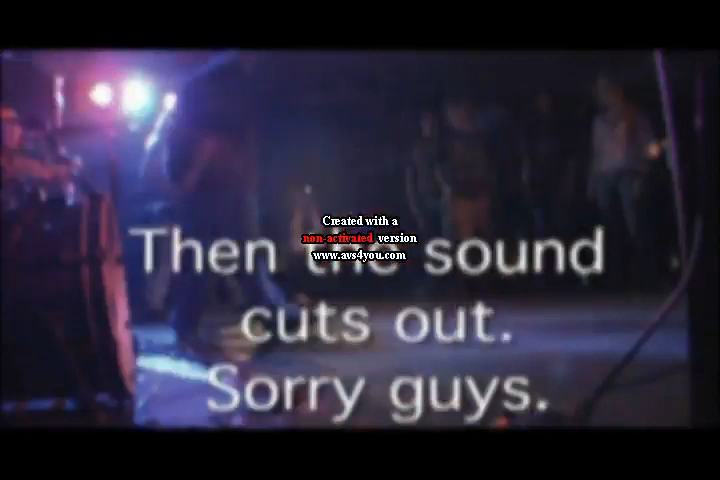 Created with a
non-activated version
www.avs4you.com
Then the sound
cuts out.
Sorry guys.